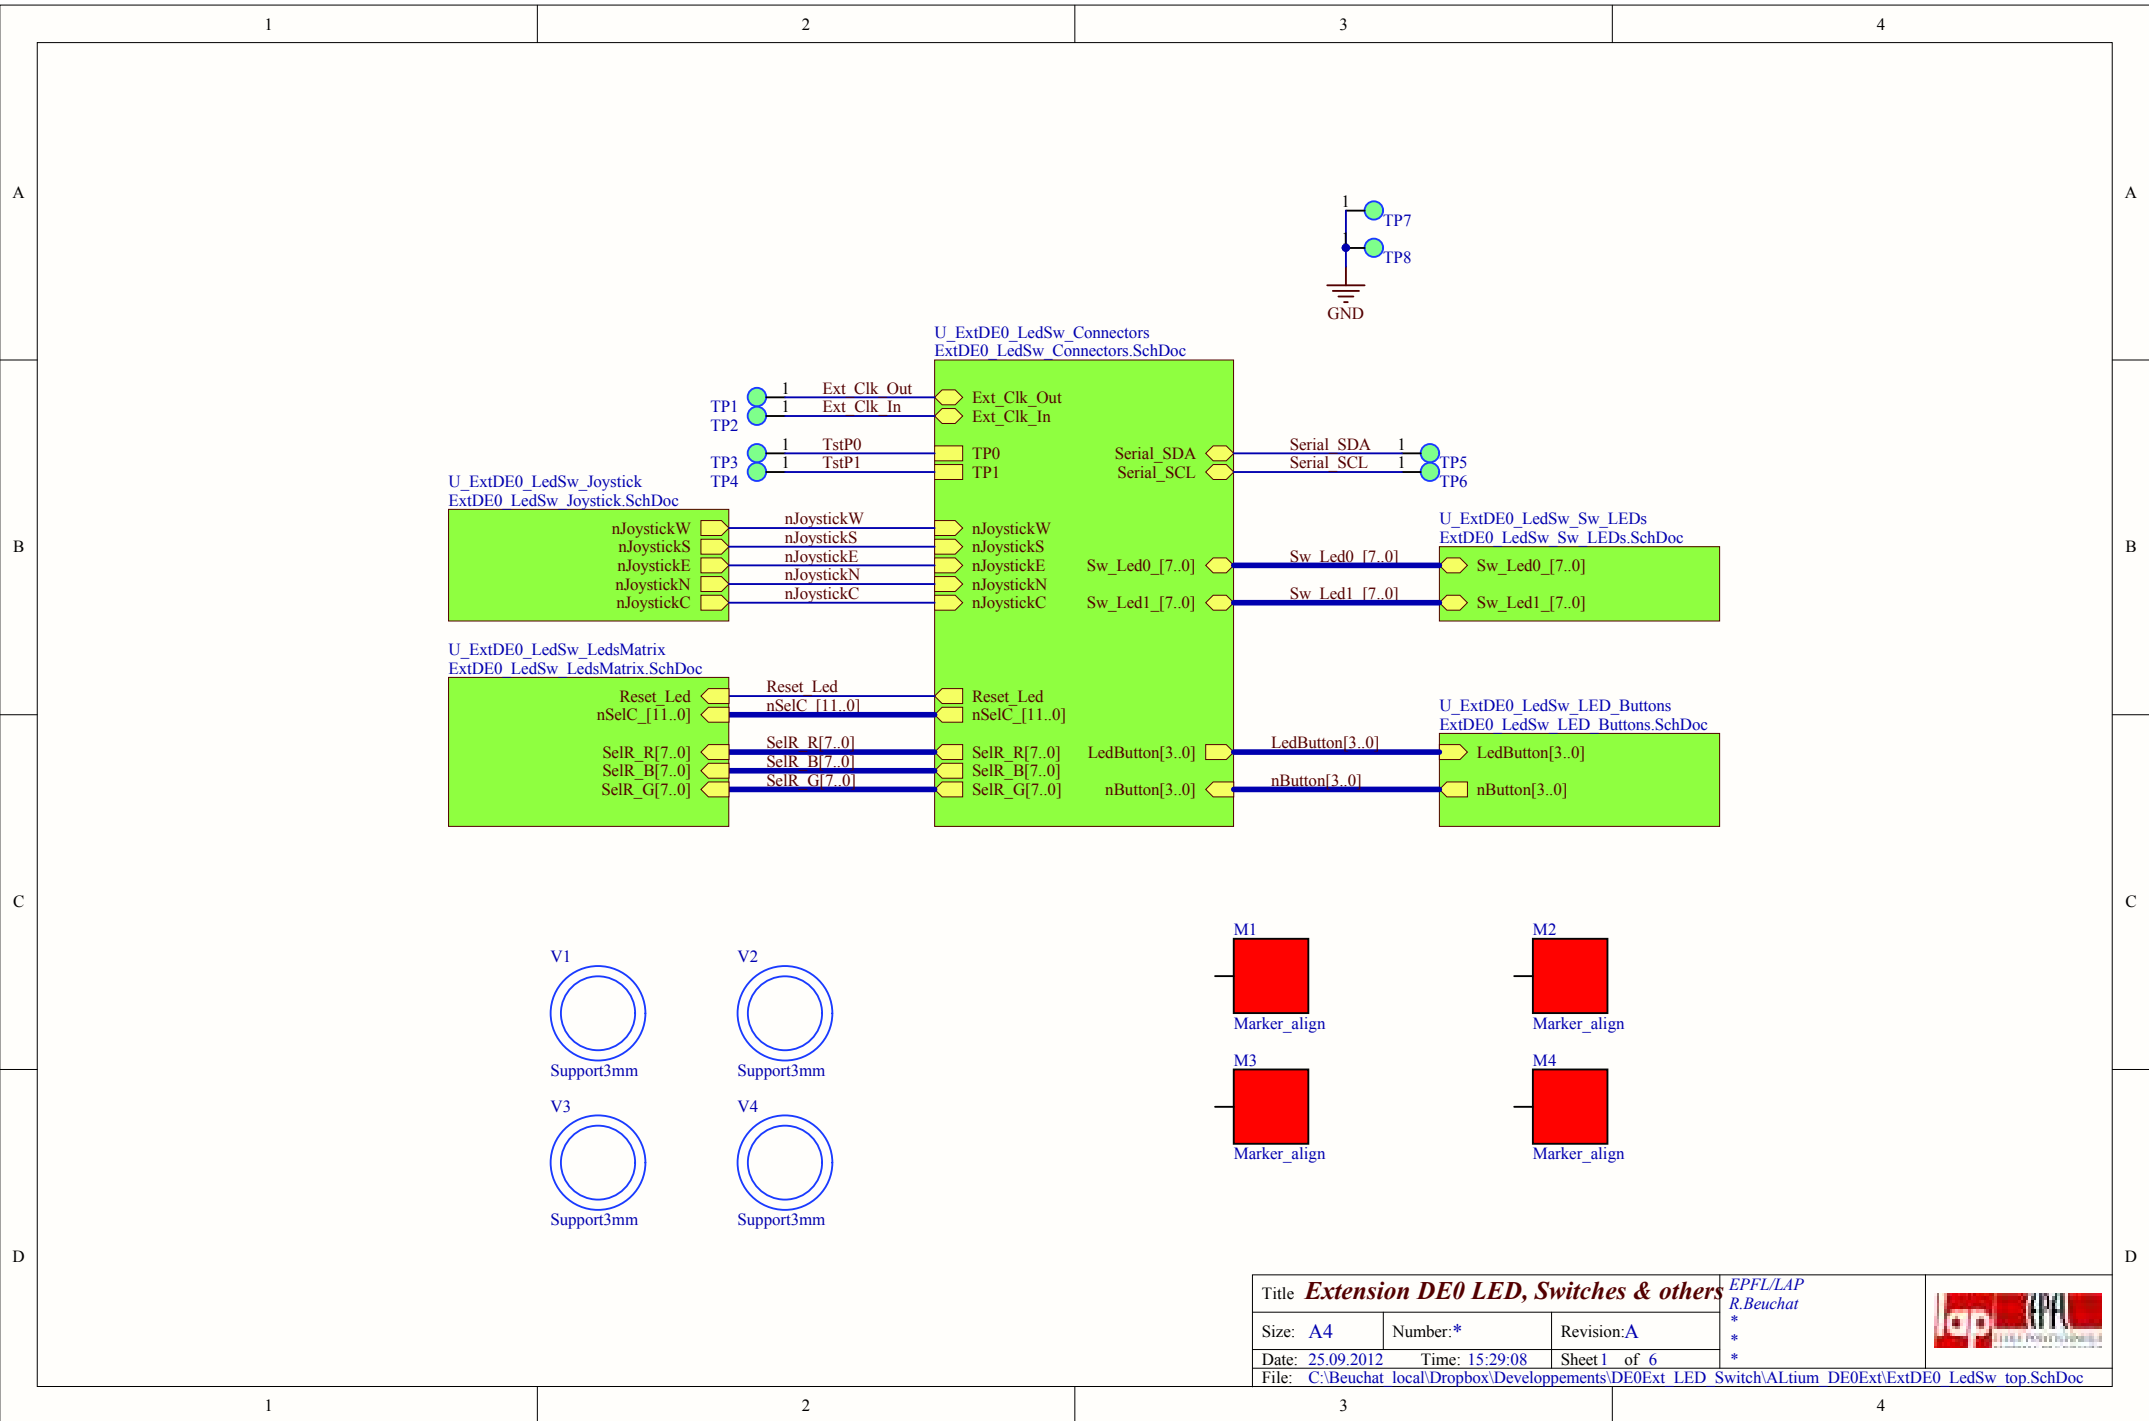 1 2 3 4
A A
1
TP7
1
TP8
GND
U_ExtDE0_LedSw_Connectors
ExtDE0_LedSw_Connectors.SchDoc
TP1 1 Ext_Clk_Out Ext_Clk_Out
TP2 1 Ext_Clk_In Ext_Clk_In
TP3 1 TstP0 TP0 Serial_SDA Serial_SDA 1 TP5
TP4 1 TstP1 TP1 Serial_SCL Serial_SCL 1 TP6
U_ExtDE0_LedSw_Joystick
ExtDE0_LedSw_Joystick.SchDoc
nJoystickW nJoystickW nJoystickW
nJoystickS nJoystickS nJoystickS
nJoystickE nJoystickE nJoystickE
nJoystickN nJoystickN nJoystickN
nJoystickC nJoystickC nJoystickC
U_ExtDE0_LedSw_Sw_LEDs
ExtDE0_LedSw_Sw_LEDs.SchDoc
Sw_Led0_[7..0] Sw_Led0_[7..0] Sw_Led0_[7..0]
Sw_Led1_[7..0] Sw_Led1_[7..0] Sw_Led1_[7..0]
B B
U_ExtDE0_LedSw_LedsMatrix
ExtDE0_LedSw_LedsMatrix.SchDoc
Reset_Led Reset_Led Reset_Led
nSelC_[11..0] nSelC_[11..0] nSelC_[11..0]
SelR_R[7..0] SelR_R[7..0] SelR_R[7..0]
SelR_B[7..0] SelR_B[7..0] SelR_B[7..0]
SelR_G[7..0] SelR_G[7..0] SelR_G[7..0]
U_ExtDE0_LedSw_LED_Buttons
ExtDE0_LedSw_LED_Buttons.SchDoc
LedButton[3..0] LedButton[3..0] LedButton[3..0]
nButton[3..0] nButton[3..0] nButton[3..0]
C C
V1 V2
Support3mm Support3mm
V3 V4
Support3mm Support3mm
M1 M2
Marker_align Marker_align
M3 M4
Marker_align Marker_align
D D
Title Extension DE0 LED, Switches & others
Size: A4 Number:* Revision:A
Date: 25.09.2012 Time: 15:29:08 Sheet 1 of 6
File: C:\Beuchat_local\Dropbox\Developpements\DE0Ext_LED_Switch\ALtium_DE0Ext\ExtDE0_LedSw_top.SchDoc
EPFL/LAP
R.Beuchat
*
*
*
lap EPFL
1 2 3 4